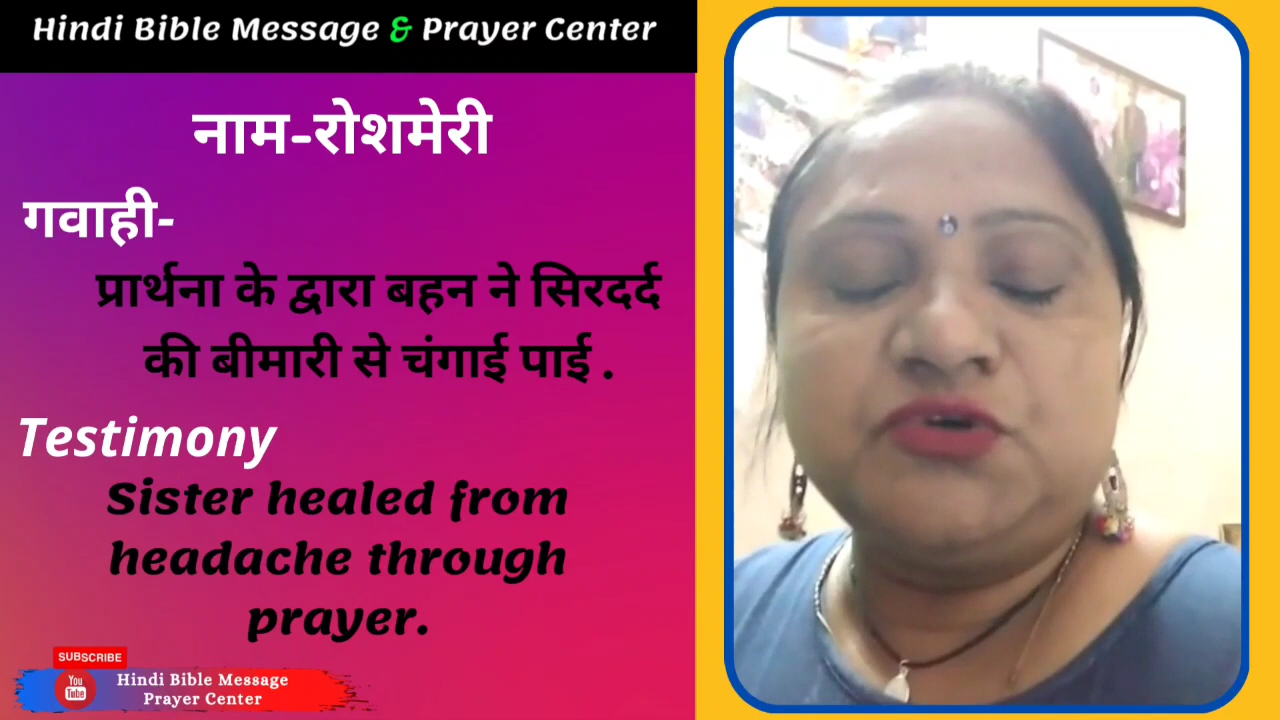 Hindi Bible Message & Prayer Center
नाम-रोशमेरी
गवाही-
प्रार्थना के द्वारा बहन ने सिरदर्द
की बीमारी से चंगाई पाई .
Testimony
Sister healed from
headache through
prayer.
SUBSCRIBE
You
Tube
Hindi Bible Message
Prayer Center